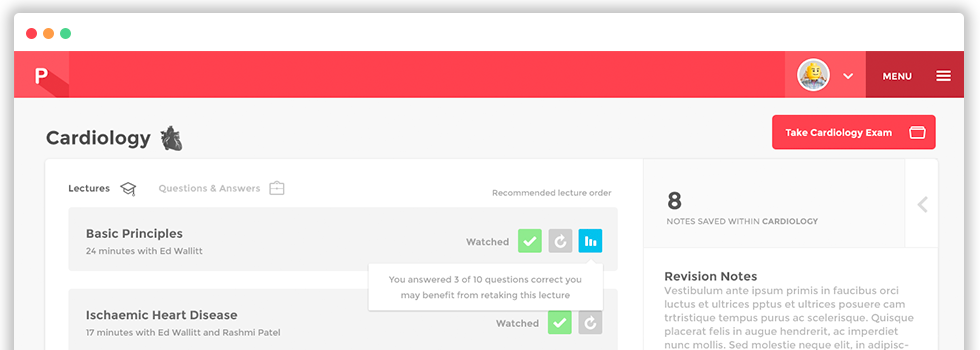 P
MENU
Cardiology
Take Cardiology Exam
Lectures
Questions & Answers
Recommended lecture order
Basic Principles
24 minutes with Ed Wallitt
Watched
You answered 3 of 10 questions correct you
may benefit from retaking this lecture
Ischaemic Heart Disease
17 minutes with Ed Wallitt and Rashmi Patel
Watched
8
NOTES SAVED WITHIN CARDIOLOGY
Revision Notes
Vestibulum ante ipsum primis in faucibus orci
luctus et ultrices pptus et ultrices posuere cam
trtristique tempus purus ac scelerisque. Quisque
placerat felis in augue hendrerit, ac imperdiet
nunc mollis. Sed molestie neque elit, in adipisc-